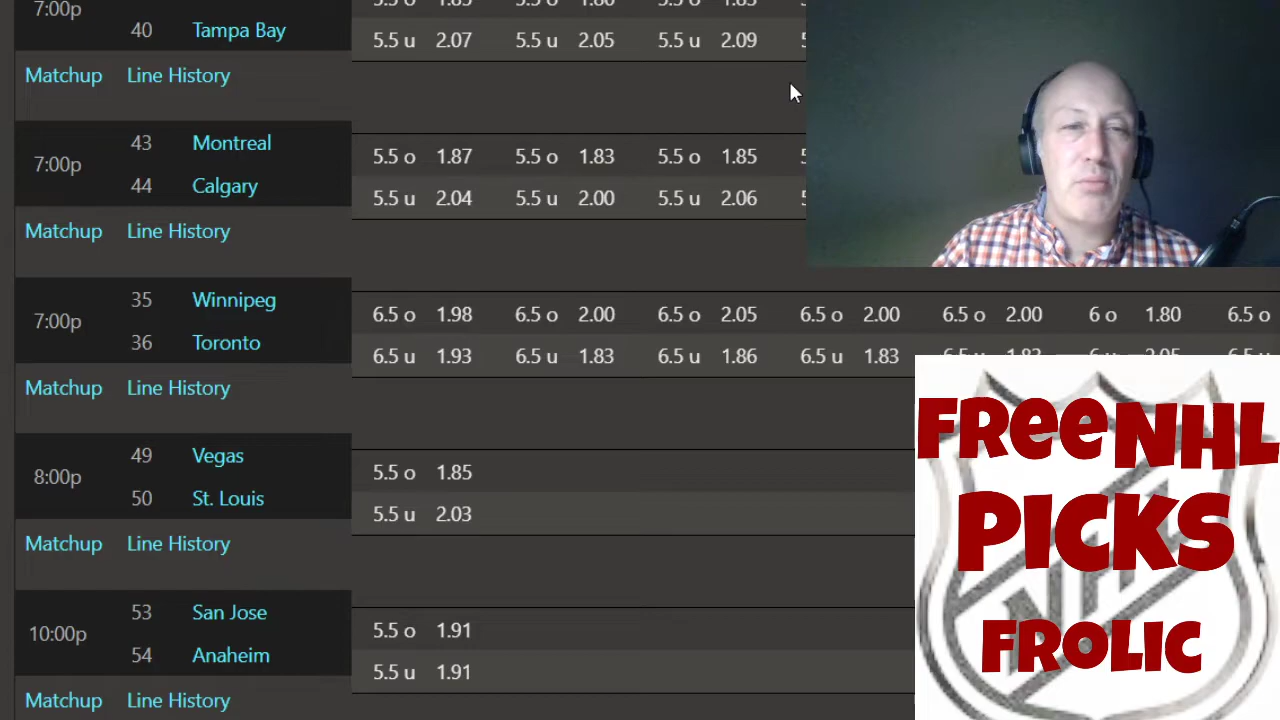 7:00p
40 Tampa Bay
5.5 u 2.07 5.5 u 2.05 5.5 u 2.09
Matchup Line History
7:00p
43 Montreal 5.5 o 1.87 5.5 o 1.83 5.5 o 1.85
44 Calgary 5.5 u 2.04 5.5 u 2.00 5.5 u 2.06
Matchup Line History
7:00p
35 Winnipeg 6.5 o 1.98 6.5 o 2.00 6.5 o 2.05 6.5 o 2.00 6.5 o 2.00 6 o 1.80 6.5 o
36 Toronto 6.5 u 1.93 6.5 u 1.83 6.5 u 1.86 6.5 u 1.83
Matchup Line History
8:00p
49 Vegas 5.5 o 1.85
50 St. Louis 5.5 u 2.03
Matchup Line History
10:00p
53 San Jose 5.5 o 1.91
54 Anaheim 5.5 u 1.91
Matchup Line History
FRee NHL
PICKS
FROLIC
NHL